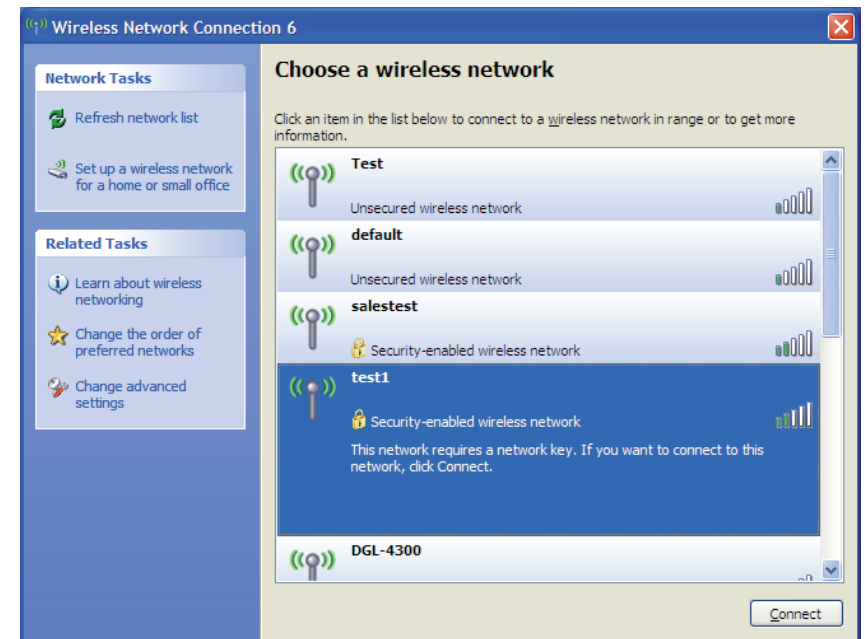 Wireless Network Connection 6
Network Tasks
Refresh network list
Set up a wireless network
for a home or small office
Related Tasks
Learn about wireless
networking
Change the order of
preferred networks
Change advanced
settings
Choose a wireless network
Click an item in the list below to connect to a wireless network in range or to get more
information.
Test
Unsecured wireless network
default
Unsecured wireless network
salestest
Security-enabled wireless network
test1
Security-enabled wireless network
This network requires a network key. If you want to connect to this
network, click Connect.
DGL-4300
Connect